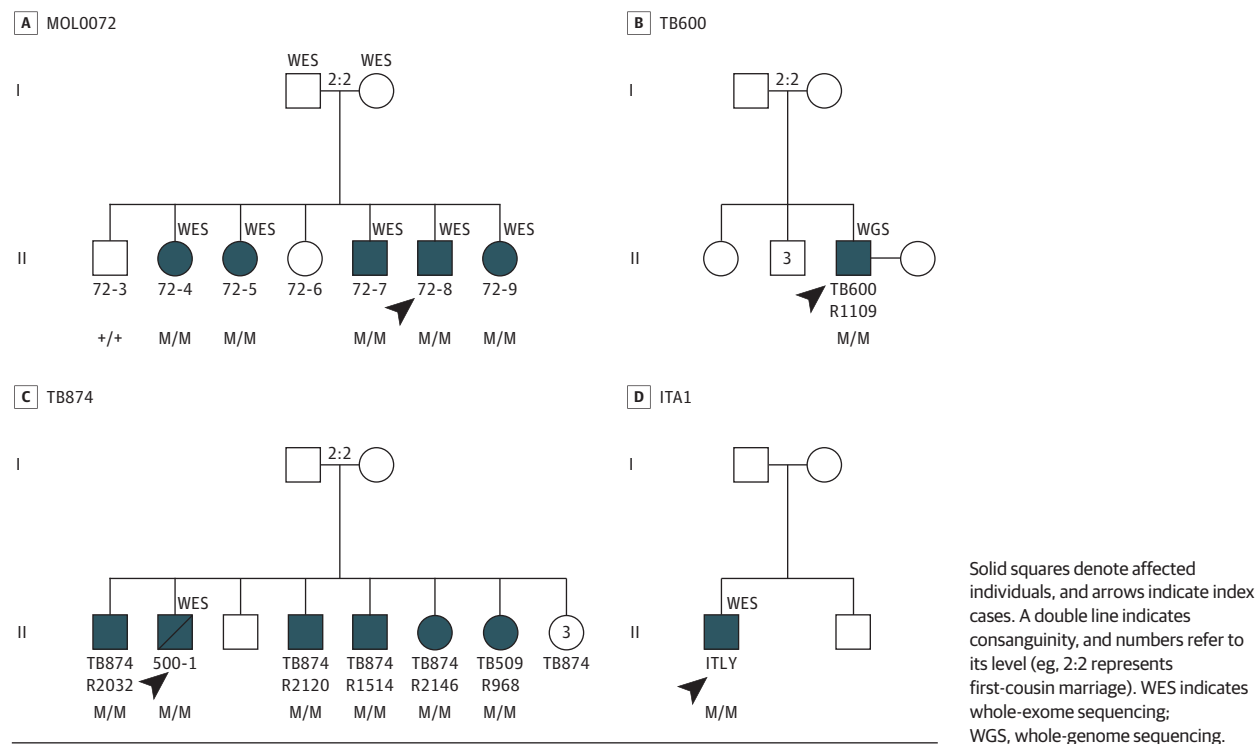 A MOL0072
WES WES
2:2
I
WES WES WES WES WES
II
72-3 72-4 72-5 72-6 72-7 72-8 72-9
+/+ M/M M/M M/M M/M M/M
B TB600
2:2
I
WGS
II
3
TB600
R1109
M/M
C TB874
2:2
I
WES
II
3
TB874 500-1 TB874 TB874 TB874 TB509 TB874
R2032 R2120 R1514 R2146 R968
M/M M/M M/M M/M M/M M/M
D ITA1
I
WES
II
ITLY
M/M
Solid squares denote affected
individuals, and arrows indicate index
cases. A double line indicates
consanguinity, and numbers refer to
its level (eg, 2:2 represents
first-cousin marriage). WES indicates
whole-exome sequencing;
WGS, whole-genome sequencing.